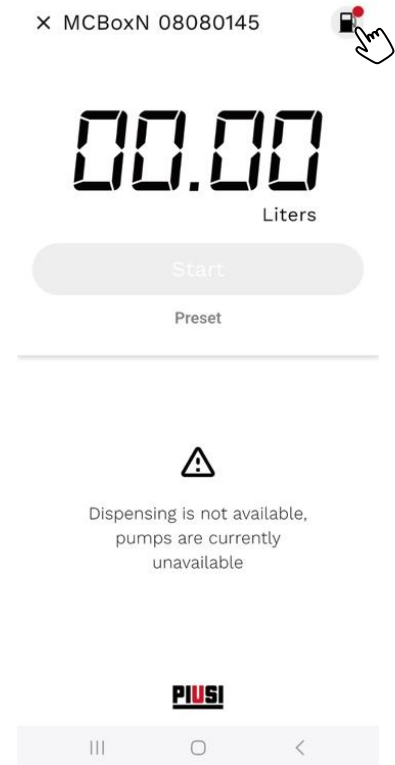 MCBoxN 08080145
00.00
Liters
Start
Preset
Dispensing is not available,
pumps are currently
unavailable
PIUSI